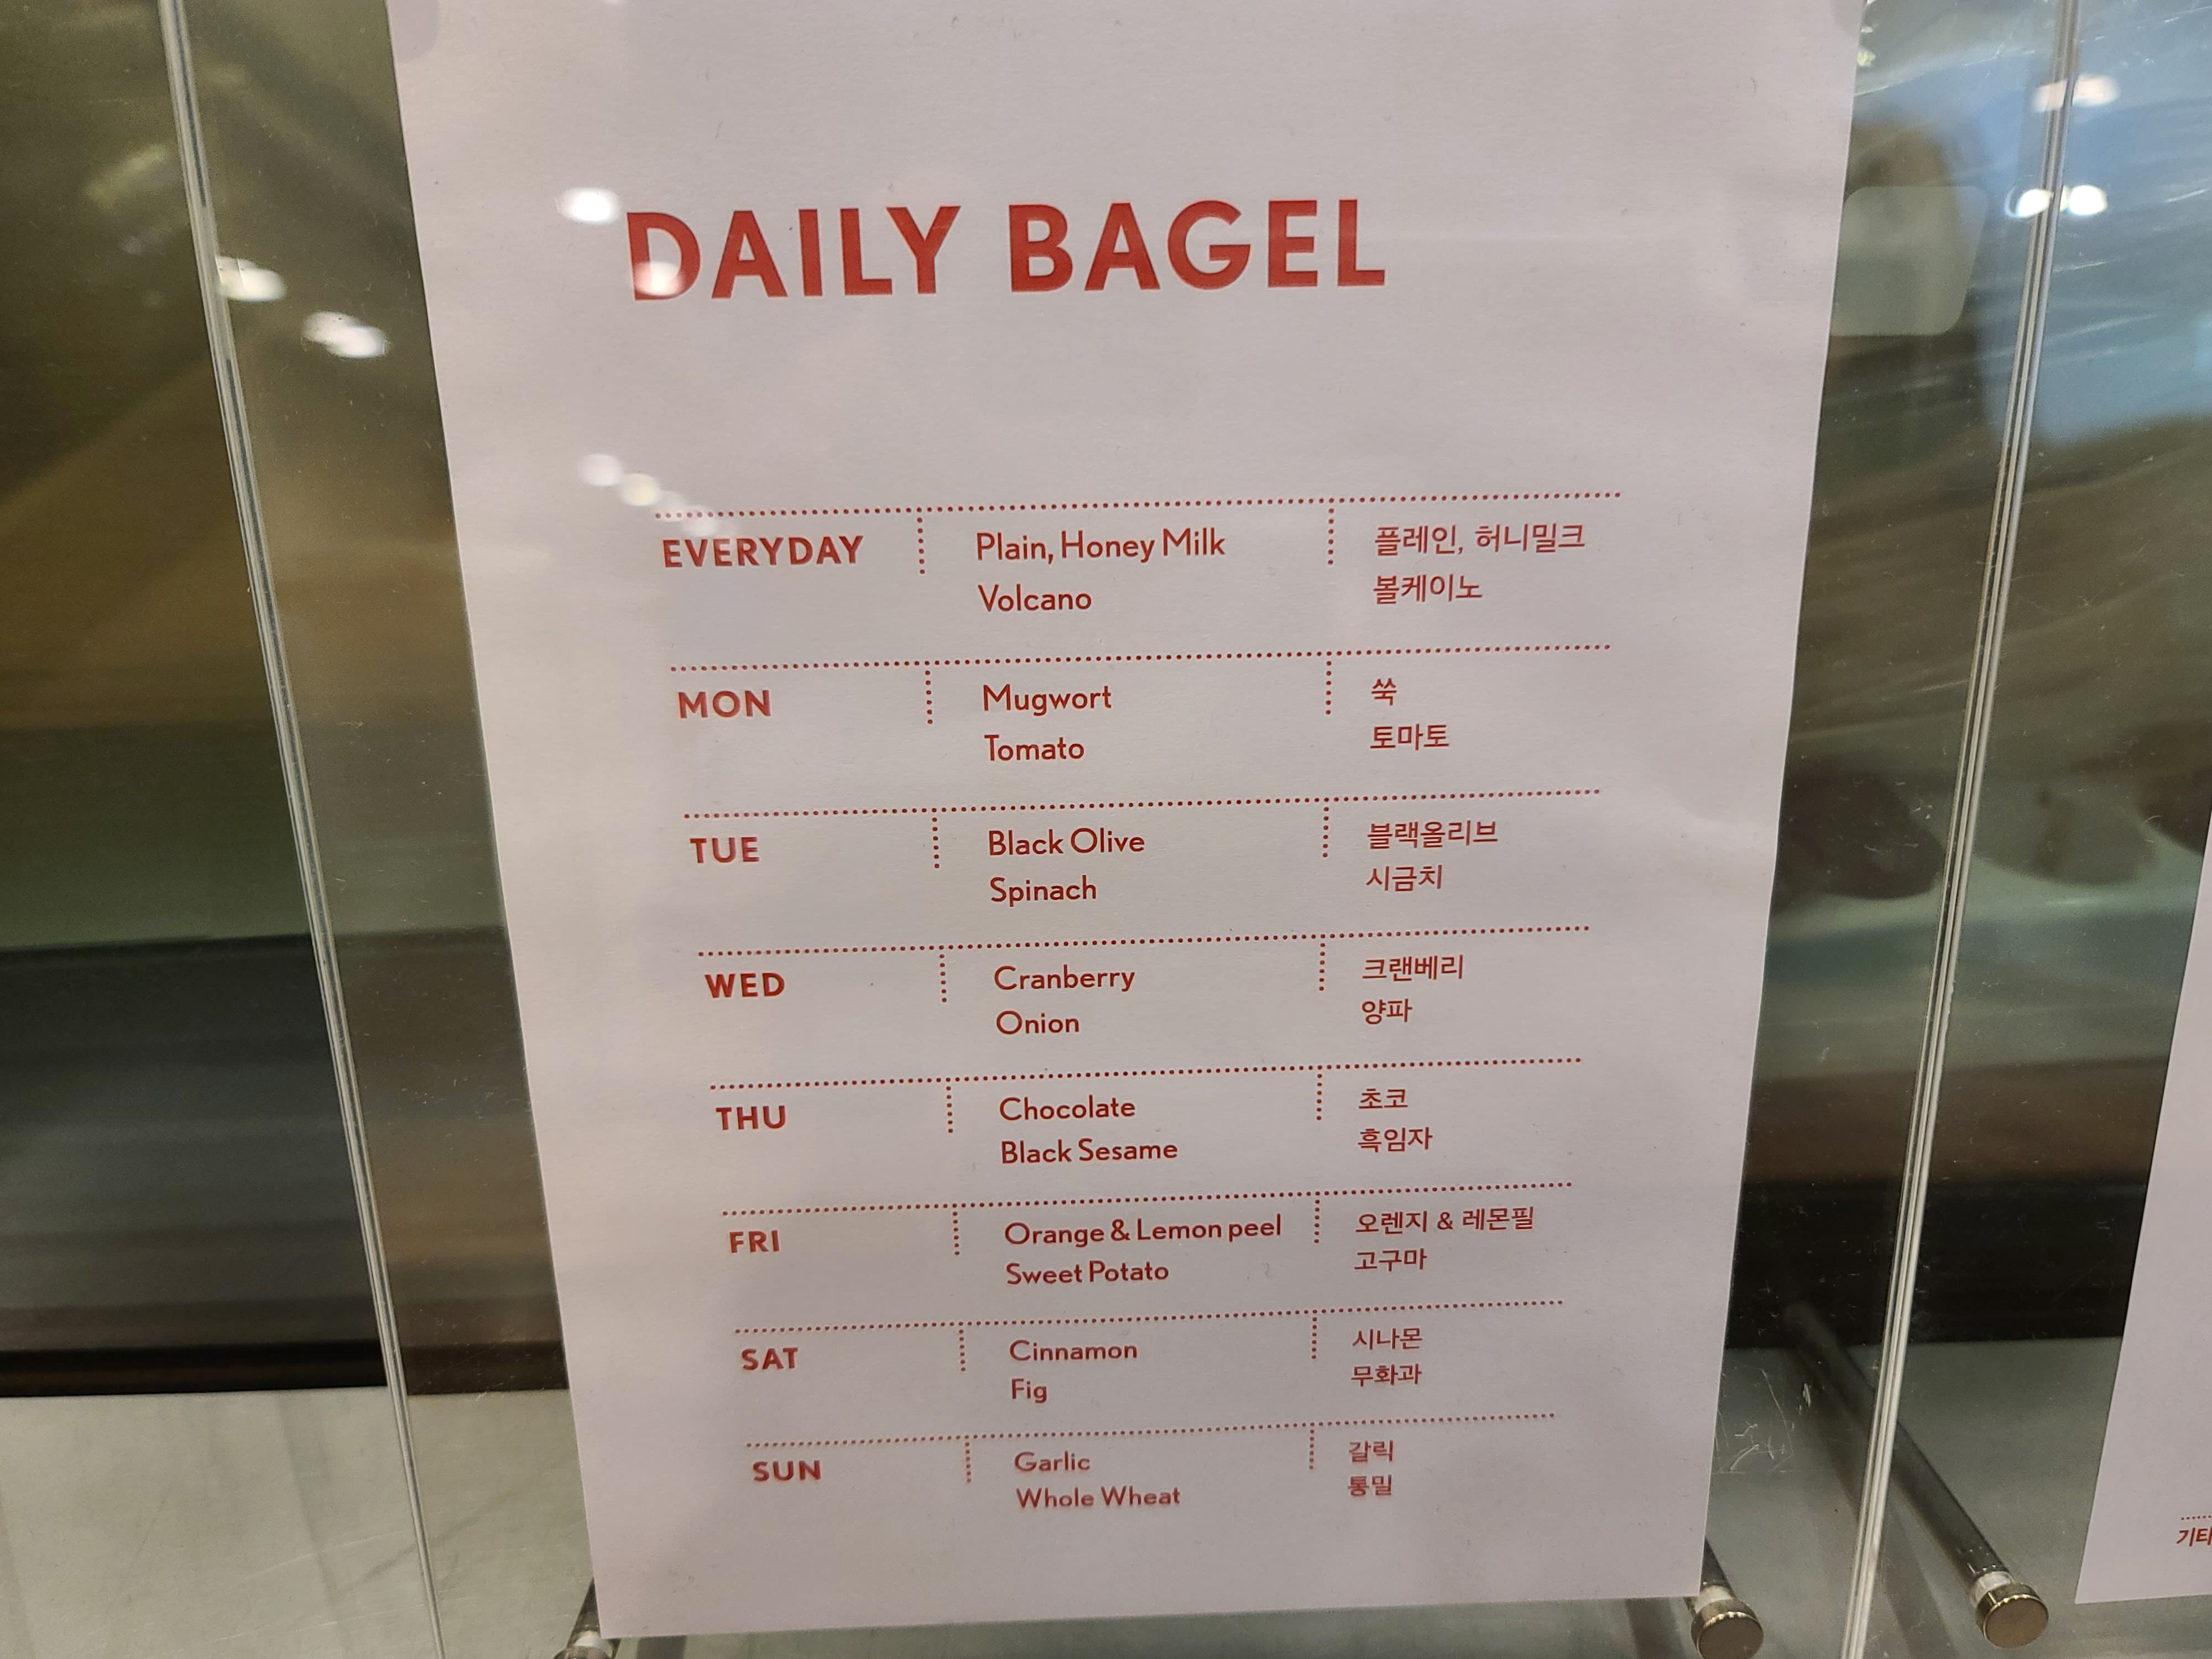 DAILY BAGEL
EVERYDAY Plain, Honey Milk 플레인, 허니밀크
Volcano 볼케이노
MON Mugwort 쑥
Tomato 토마토
TUE Black Olive 블랙올리브
Spinach 시금치
WED Cranberry 크랜베리
Onion 양파
THU Chocolate 초코
Black Sesame 흑임자
FRI Orange & Lemon peel 오렌지 & 레몬필
Sweet Potato 고구마
SAT Cinnamon 시나몬
Fig 무화과
SUN Garlic 갈릭
Whole Wheat 통밀